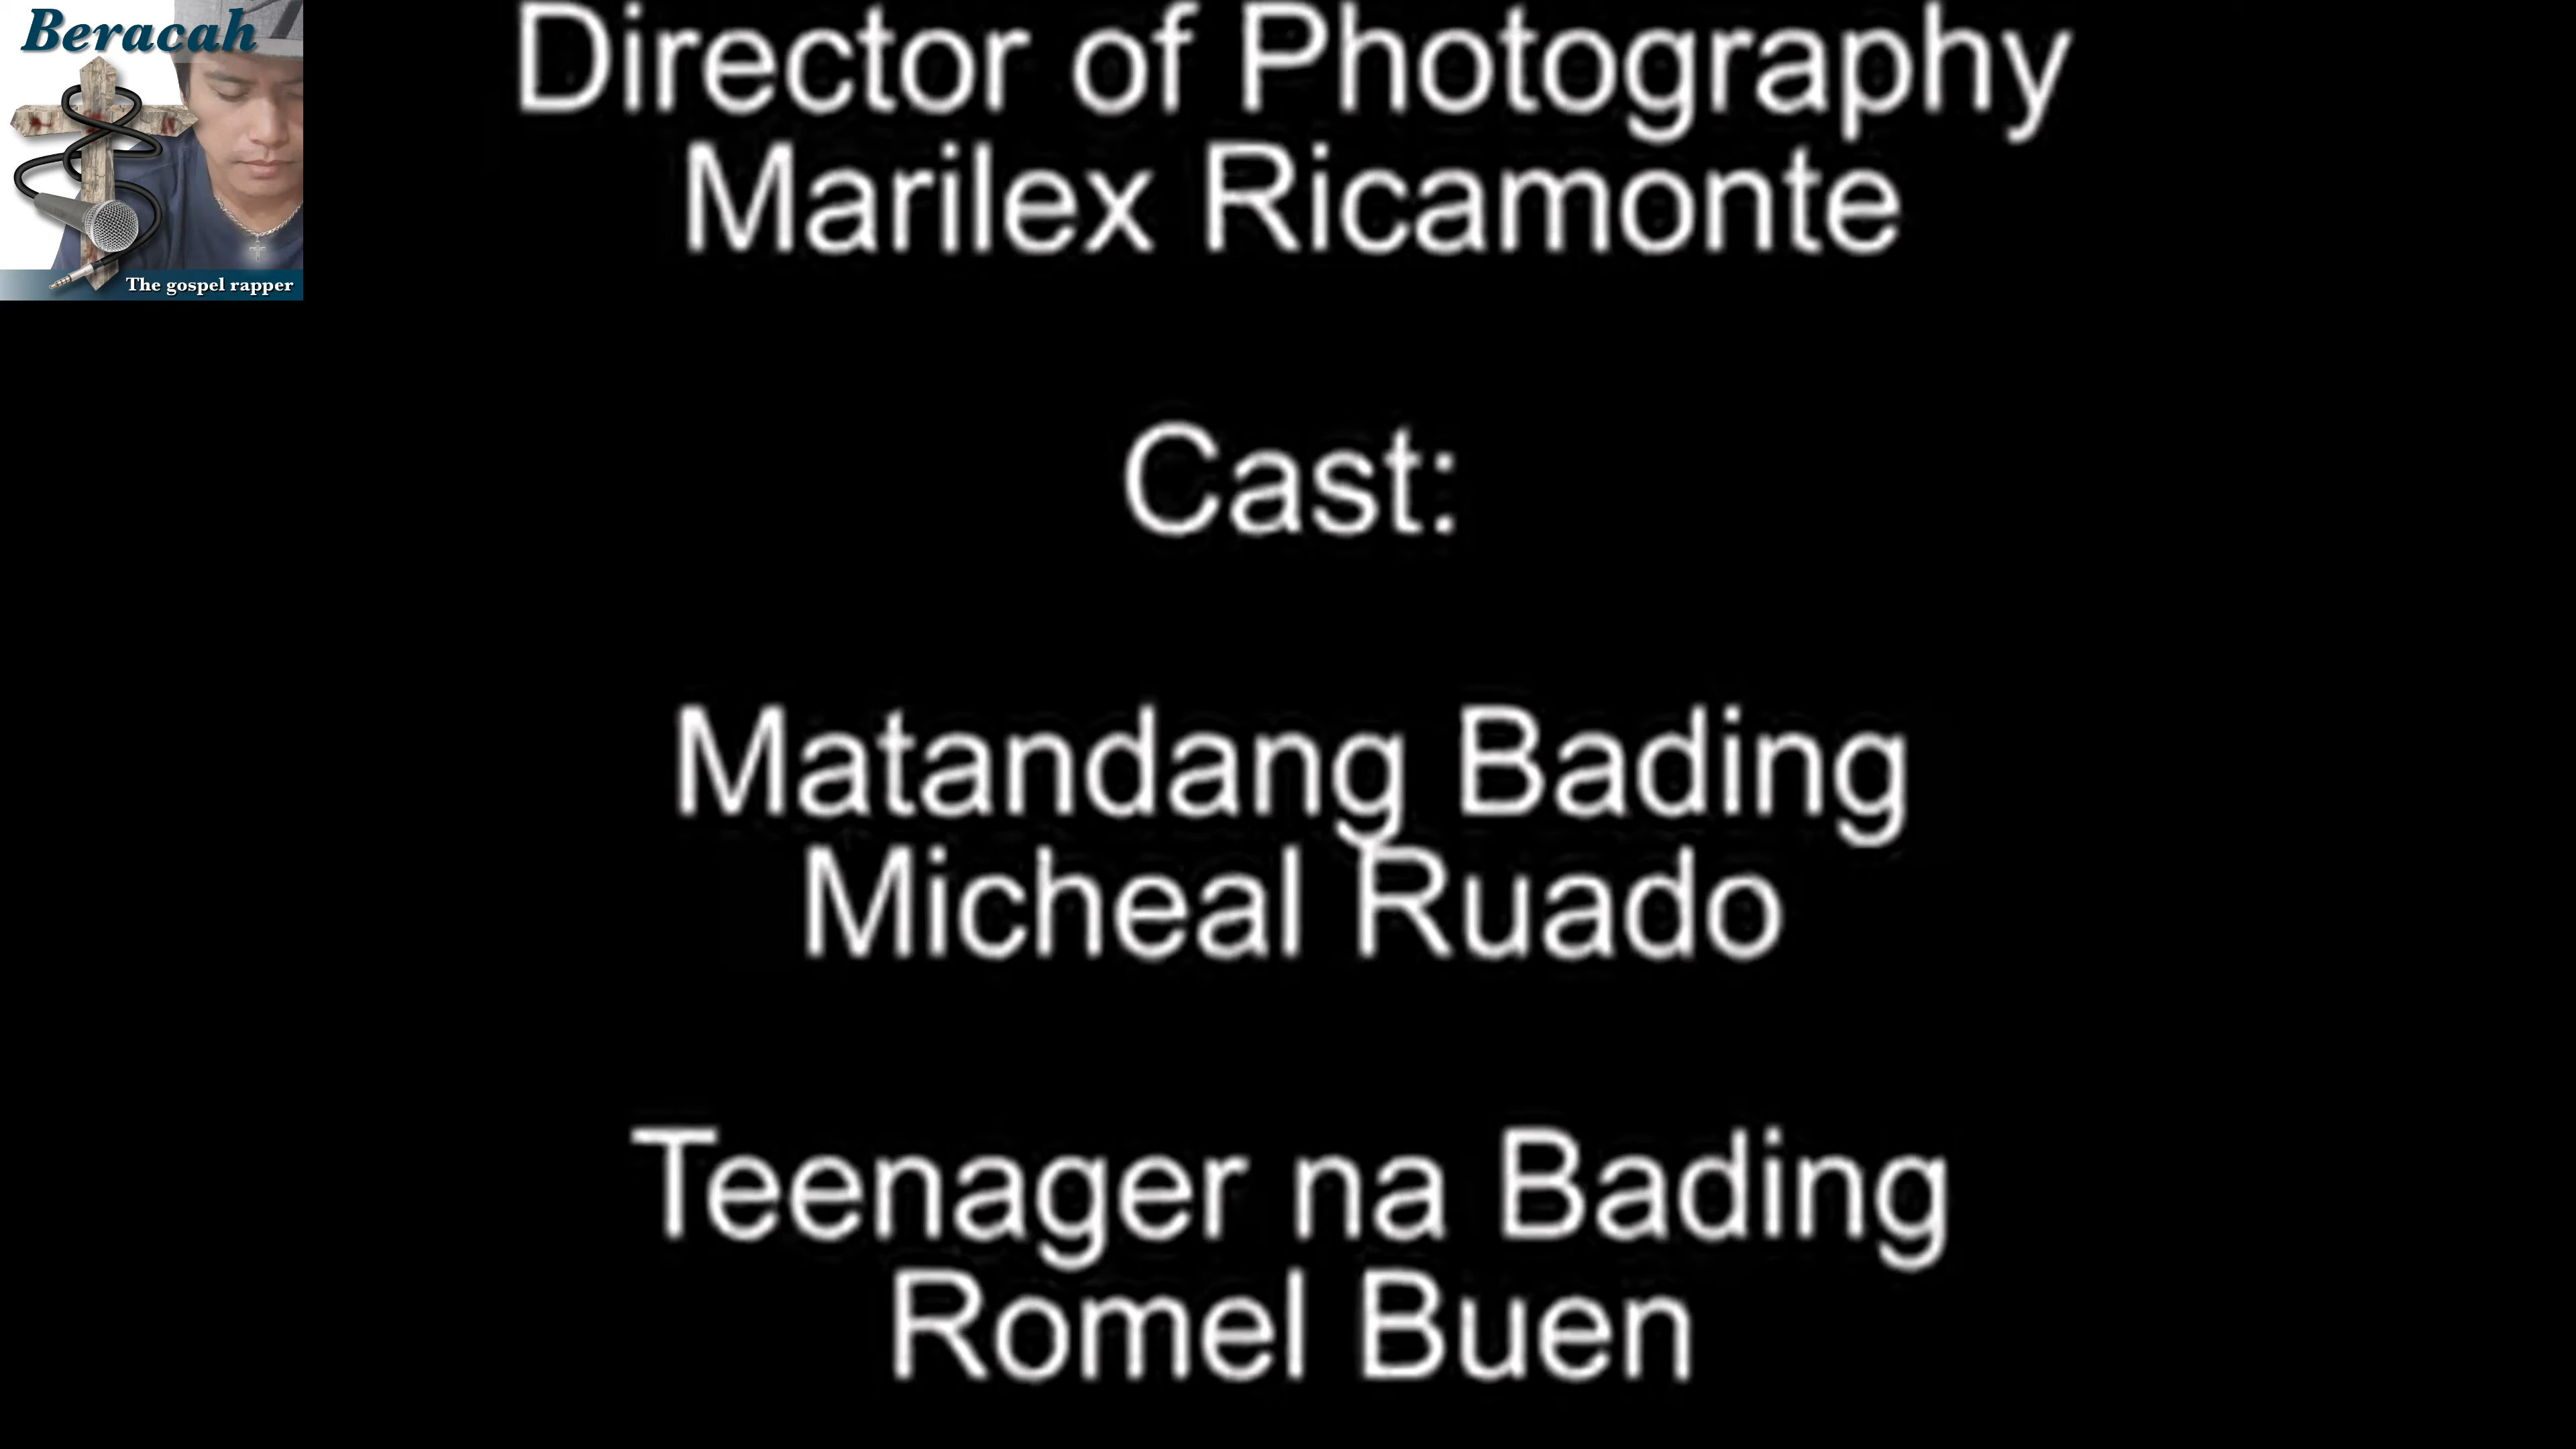 Beracah
The gospel rapper
Director of Photography
Marilex Ricamonte
Cast:
Matandang Bading
Micheal Ruado
Teenager na Bading
Romel Buen